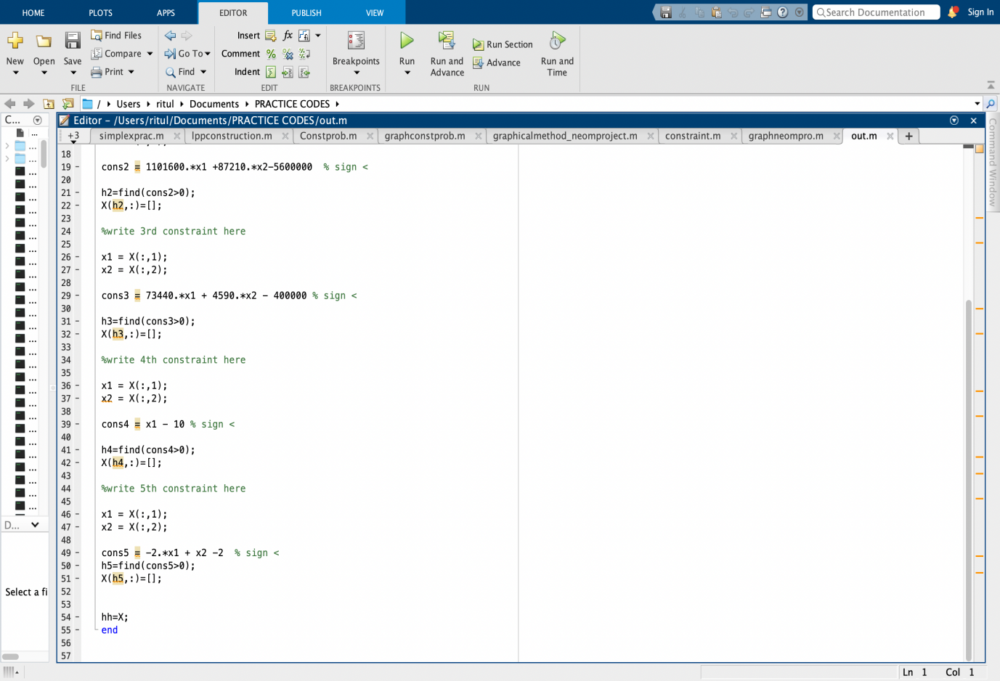 HOME PLOTS APPS EDITOR PUBLISH VIEW Search Documentation Sign In
New Open Save Find Files Compare Print FILE
Go To Find NAVIGATE
Insert fx Comment Indent EDIT
Breakpoints BREAKPOINTS
Run Run and Advance Run Section Advance Run and Time RUN
/ Users ritul Documents PRACTICE CODES
C...
Editor - /Users/ritul/Documents/PRACTICE CODES/out.m
+3 simplexprac.m lppconstruction.m Constprob.m graphconstprob.m graphicalmethod_neomproject.m constraint.m graphneompro.m out.m +
Command Window
18
19 - cons2 = 1101600.*x1 +87210.*x2-5600000 % sign <
20
21 - h2=find(cons2>0);
22 - X(h2,:)=[];
23
24 %write 3rd constraint here
25
26 - x1 = X(:,1);
27 - x2 = X(:,2);
28
29 - cons3 = 73440.*x1 + 4590.*x2 - 400000 % sign <
30
31 - h3=find(cons3>0);
32 - X(h3,:)=[];
33
34 %write 4th constraint here
35
36 - x1 = X(:,1);
37 - x2 = X(:,2);
38
39 - cons4 = x1 - 10 % sign <
40
41 - h4=find(cons4>0);
42 - X(h4,:)=[];
43
44 %write 5th constraint here
45
46 - x1 = X(:,1);
47 - x2 = X(:,2);
48
49 - cons5 = -2.*x1 + x2 -2 % sign <
50 - h5=find(cons5>0);
51 - X(h5,:)=[];
52
53
54 - hh=X;
55 - end
56
57
D...
Select a fi
Ln 1 Col 1